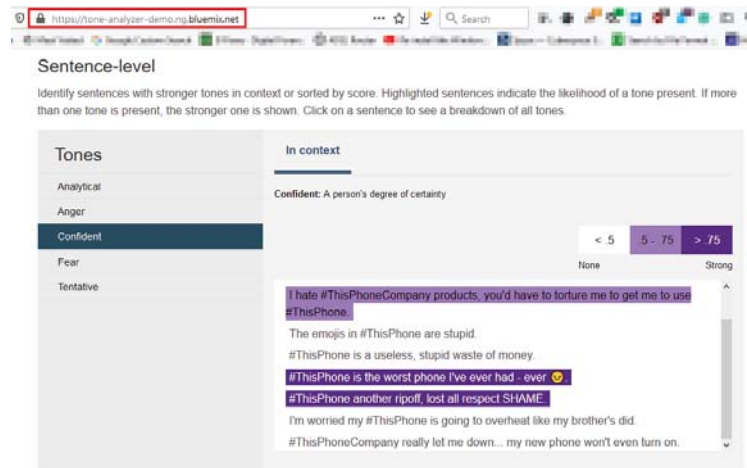 https://tone-analyzer-demo.ng.bluemix.net
Search
Sentence-level
Identify sentences with stronger tones in context or sorted by score. Highlighted sentences indicate the likelihood of a tone present. If more
than one tone is present, the stronger one is shown. Click on a sentence to see a breakdown of all tones.
Tones
In context
Analytical
Confident: A person's degree of certainty
Anger
Confident
< .5 .5 - .75 > .75
Fear
None Strong
Tentative
I hate #ThisPhoneCompany products, you'd have to torture me to get me to use
#ThisPhone.
The emojis in #ThisPhone are stupid.
#ThisPhone is a useless, stupid waste of money.
#ThisPhone is the worst phone I've ever had - ever 😠.
#ThisPhone another ripoff, lost all respect SHAME.
I'm worried my #ThisPhone is going to overheat like my brother's did.
#ThisPhoneCompany really let me down... my new phone won't even turn on.